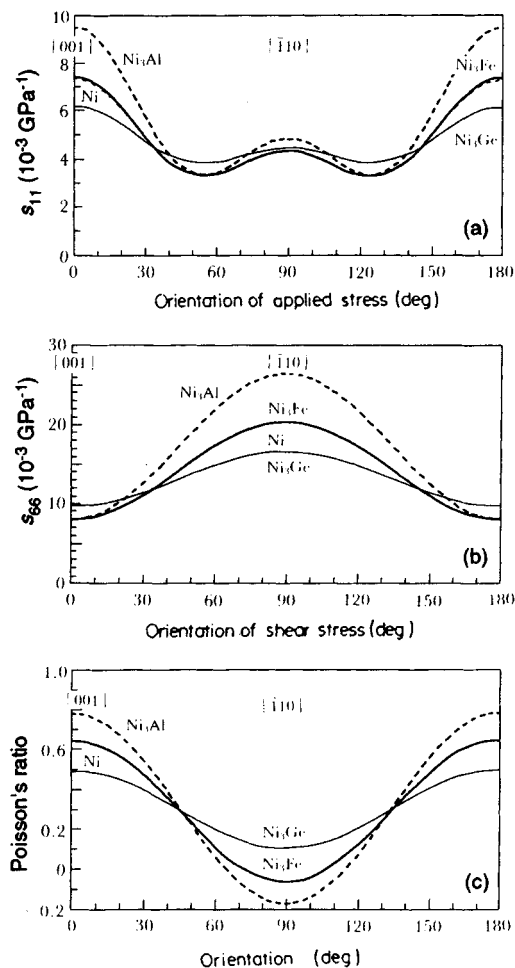 10
8
6
4
2
0
s₁₁ (10⁻³ GPa⁻¹)
[001]
[1̄10]
Ni₃Al
Ni₃Fe
Ni
Ni₃Ge
(a)
0 30 60 90 120 150 180
Orientation of applied stress (deg)
30
20
10
0
s₆₆ (10⁻³ GPa⁻¹)
[001]
[1̄10]
Ni₃Al
Ni₃Fe
Ni
Ni₃Ge
(b)
0 30 60 90 120 150 180
Orientation of shear stress (deg)
1.0
0.6
0.2
0
0.2
Poisson's ratio
[001]
[1̄10]
Ni₃Al
Ni
Ni₃Ge
Ni₃Fe
(c)
0 30 60 90 120 150 180
Orientation (deg)